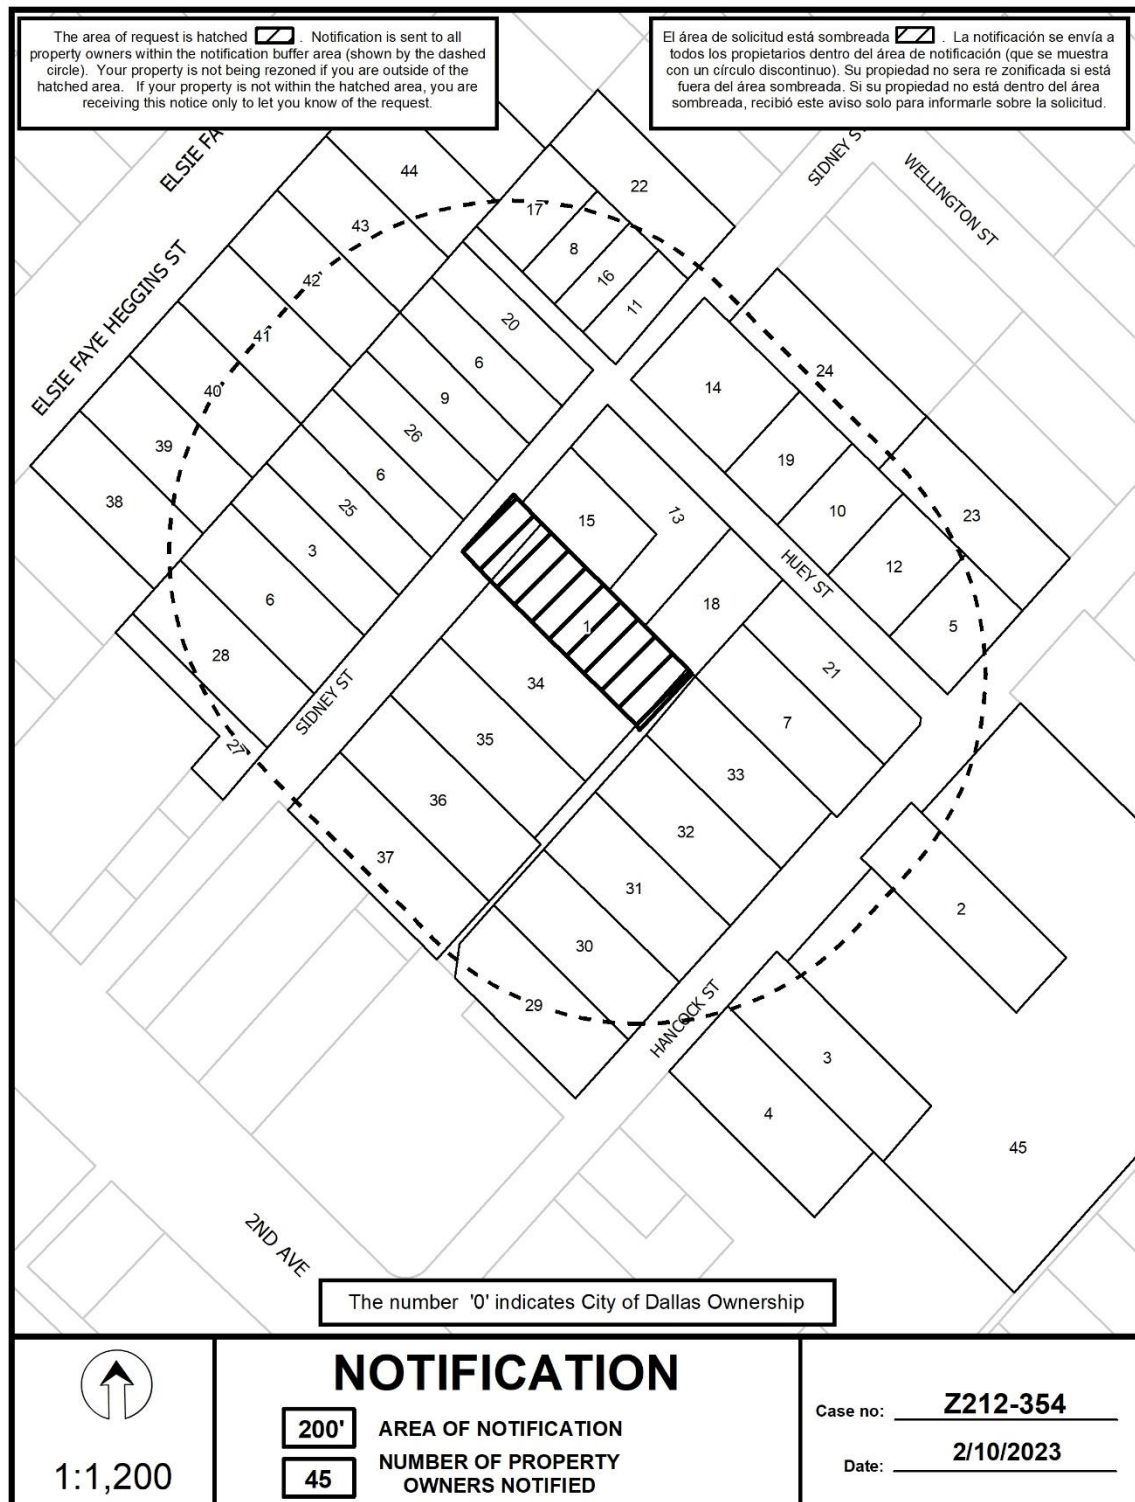 The area of request is hatched . Notification is sent to all
property owners within the notification buffer area (shown by the dashed
circle). Your property is not being rezoned if you are outside of the
hatched area. If your property is not within the hatched area, you are
receiving this notice only to let you know of the request.
El área de solicitud está sombreada . La notificación se envía a
todos los propietarios dentro del área de notificación (que se muestra
con un círculo discontinuo). Su propiedad no sera re zonificada si está
fuera del área sombreada. Si su propiedad no está dentro del área
sombreada, recibió este aviso solo para informarle sobre la solicitud.
ELSIE FA
SIDNEY ST
WELLINGTON ST
44
22
17
43
8
ELSIE FAYE HEGGINS ST
42
16
11
20
41
6
24
14
40
9
26
39
19
6
38
25
10
23
15
13
3
12
HUEY ST
6
18
1
5
28
21
34
SIDNEY ST
7
35
27
33
36
32
37
31
2
30
29
HANCOCK ST
3
4
45
2ND AVE
The number '0' indicates City of Dallas Ownership
1:1,200
NOTIFICATION
200' AREA OF NOTIFICATION
45 NUMBER OF PROPERTY
OWNERS NOTIFIED
Case no: Z212-354
Date: 2/10/2023